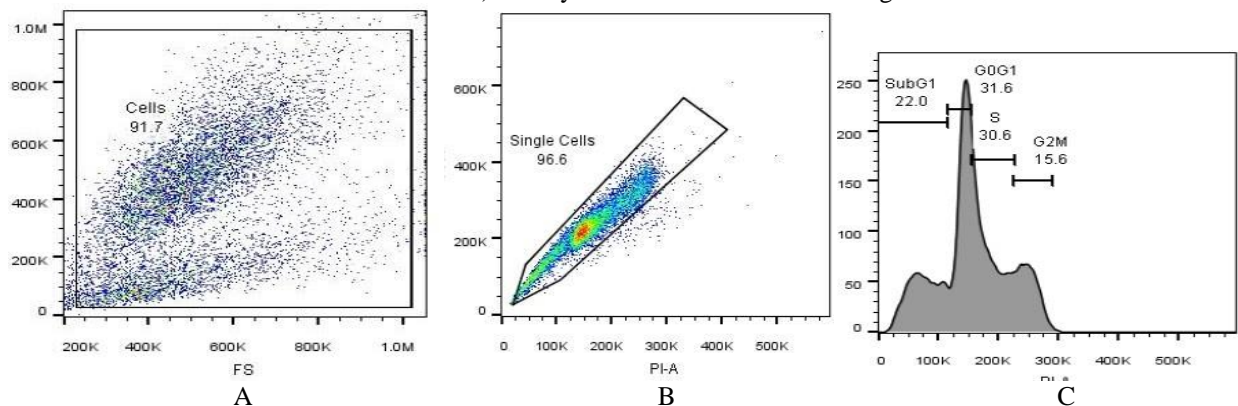 1.0M
800K
600K
400K
200K
0
Cells
91.7
200K 400K 600K 800K 1.0M
FS
A
600K
400K
200K
0
Single Cells
96.6
0 100K 200K 300K 400K 500K
PI-A
B
250
200
150
100
50
0
SubG1
22.0
G0G1
31.6
S
30.6
G2M
15.6
0 100K 200K 300K 400K 500K
C